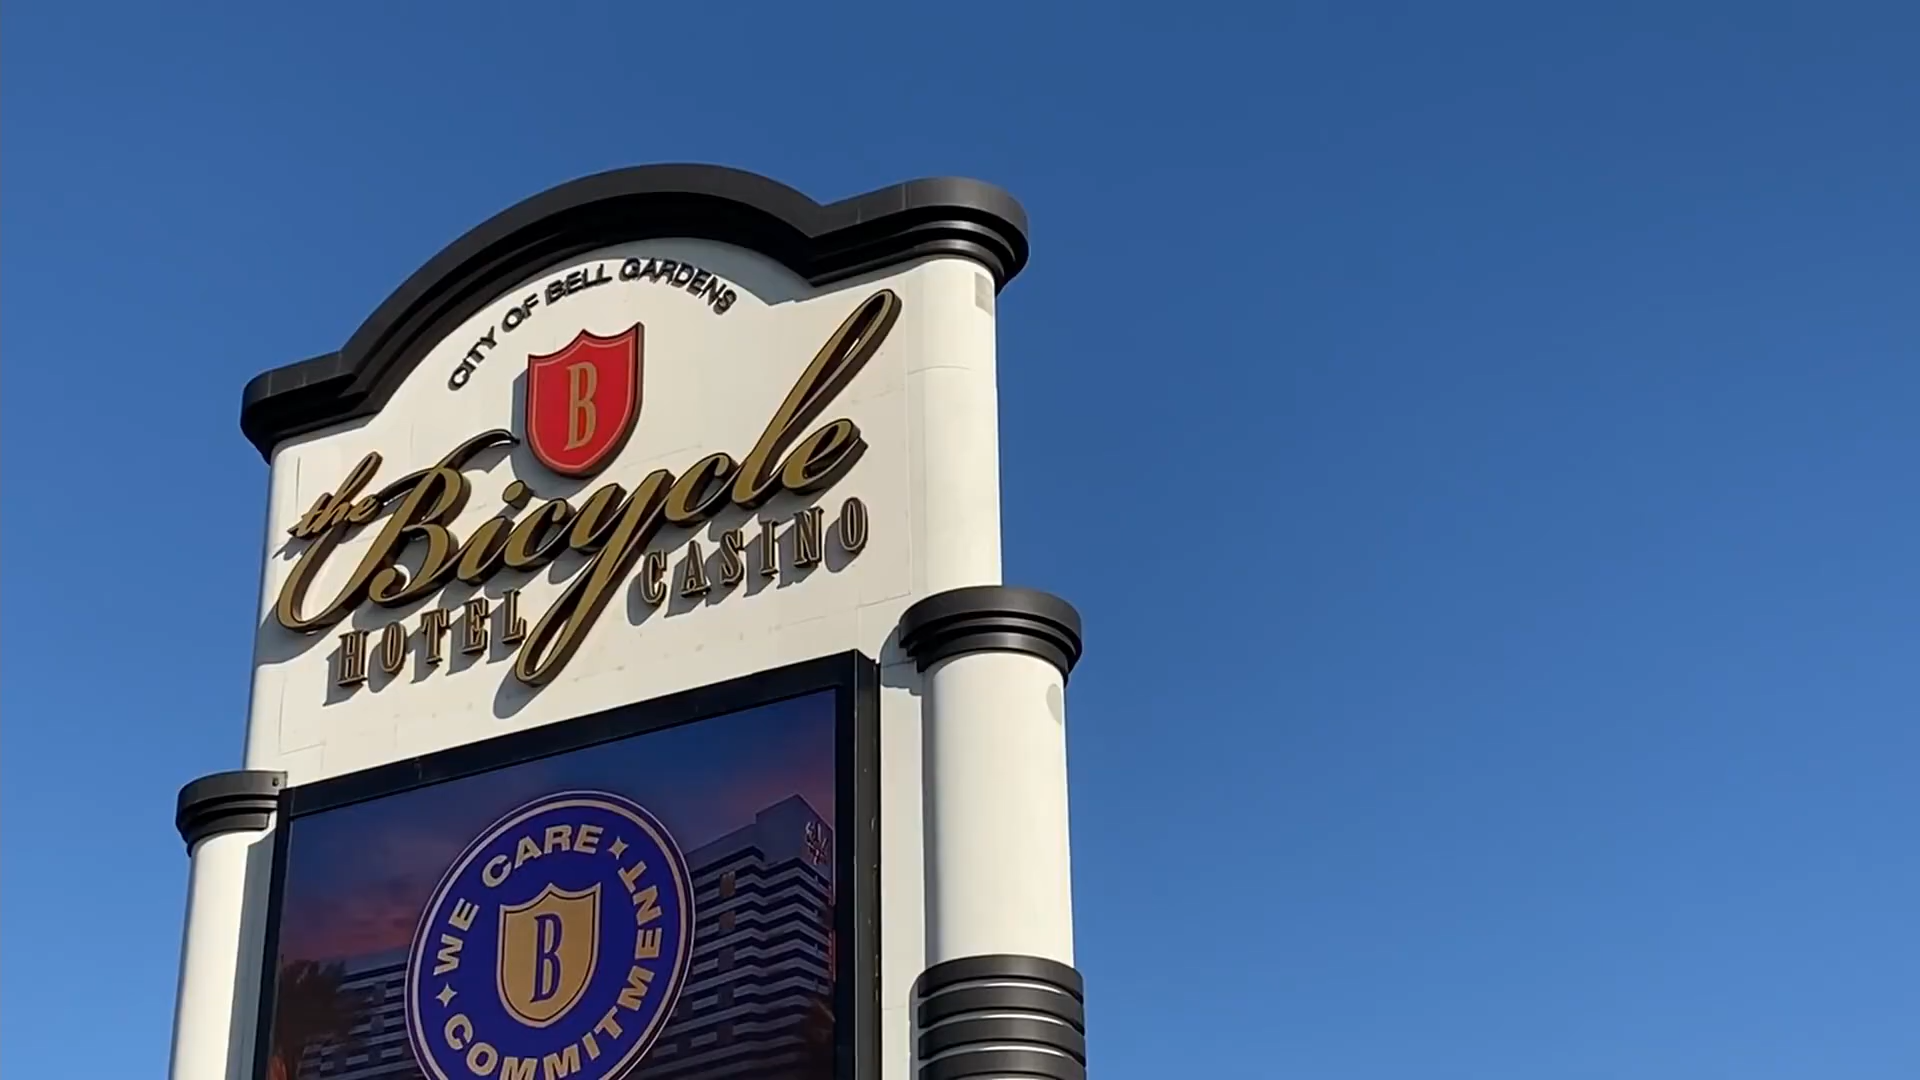 CITY OF BELL GARDENS
B
the Bicycle
HOTEL CASINO
WE CARE
B
COMMITMENT